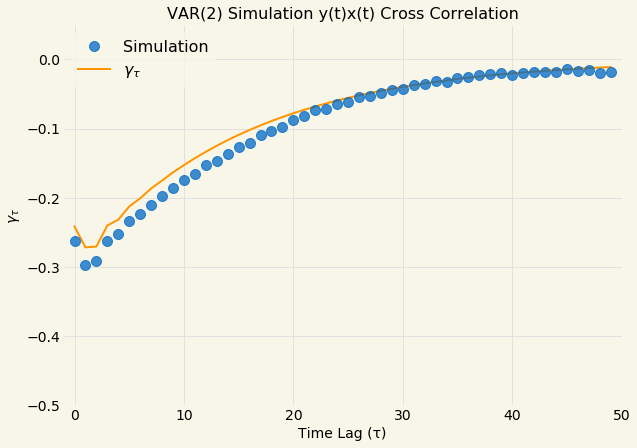 VAR(2) Simulation y(t)x(t) Cross Correlation
Simulation
γτ
0.0
−0.1
−0.2
−0.3
−0.4
−0.5
γτ
0
10
20
30
40
50
Time Lag (τ)